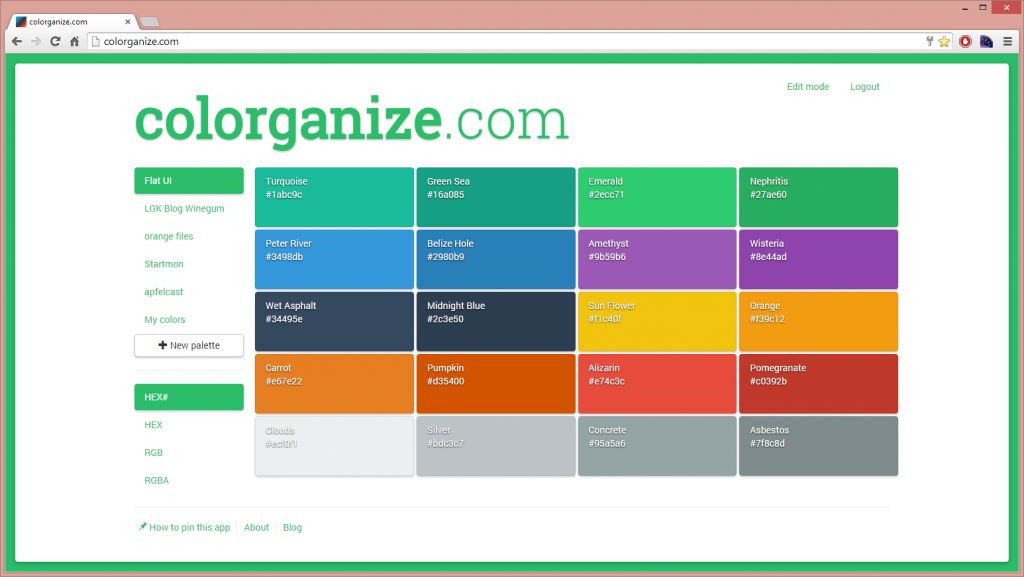 colorganize.com
colorganize.com
Edit mode
Logout
colorganize.com
Flat UI
LGK Blog Winegum
orange files
Startmon
apfelcast
My colors
New palette
HEX#
HEX
RGB
RGBA
Turquoise
#1abc9c
Green Sea
#16a085
Emerald
#2ecc71
Nephritis
#27ae60
Peter River
#3498db
Belize Hole
#2980b9
Amethyst
#9b59b6
Wisteria
#8e44ad
Wet Asphalt
#34495e
Midnight Blue
#2c3e50
Sun Flower
#f1c40f
Orange
#f39c12
Carrot
#e67e22
Pumpkin
#d35400
Alizarin
#e74c3c
Pomegranate
#c0392b
Clouds
#ecf0f1
Silver
#bdc3c7
Concrete
#95a5a6
Asbestos
#7f8c8d
How to pin this app
About
Blog